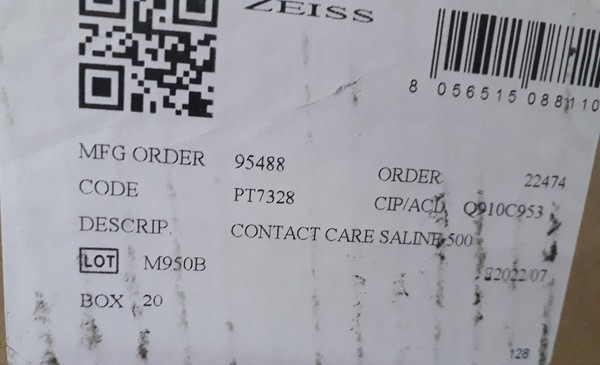 ZEISS
8 056515 088110
MFG ORDER 95488 ORDER 22474
CODE PT7328 CIP/ACL Q910C953
DESCRIP. CONTACT CARE SALINE 500
LOT M950B 2022/07
BOX 20
128